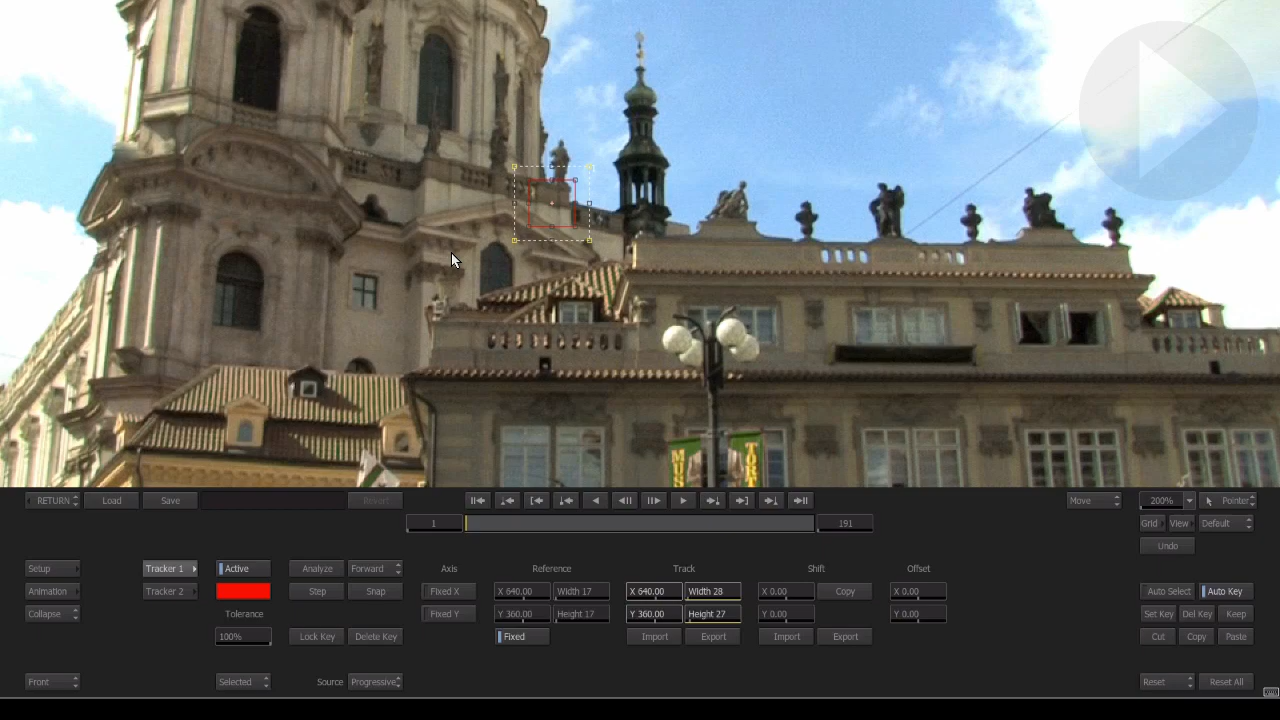 MUS
TORT
RETURN Load Save Revert Move 200% Pointer
1 191 Grid View Default
Undo
Setup Tracker 1 Active Analyze Forward Axis Reference Track Shift Offset
Animation Tracker 2 Step Snap Fixed X X 640.00 Width 17 X 640.00 Width 28 X 0.00 Copy X 0.00 Auto Select Auto Key
Collapse Tolerance Fixed Y Y 360.00 Height 17 Y 360.00 Height 27 Y 0.00 Y 0.00 Set Key Del Key Keep
100% Lock Key Delete Key Fixed Import Export Import Export Cut Copy Paste
Front Selected Source Progressive Reset Reset All